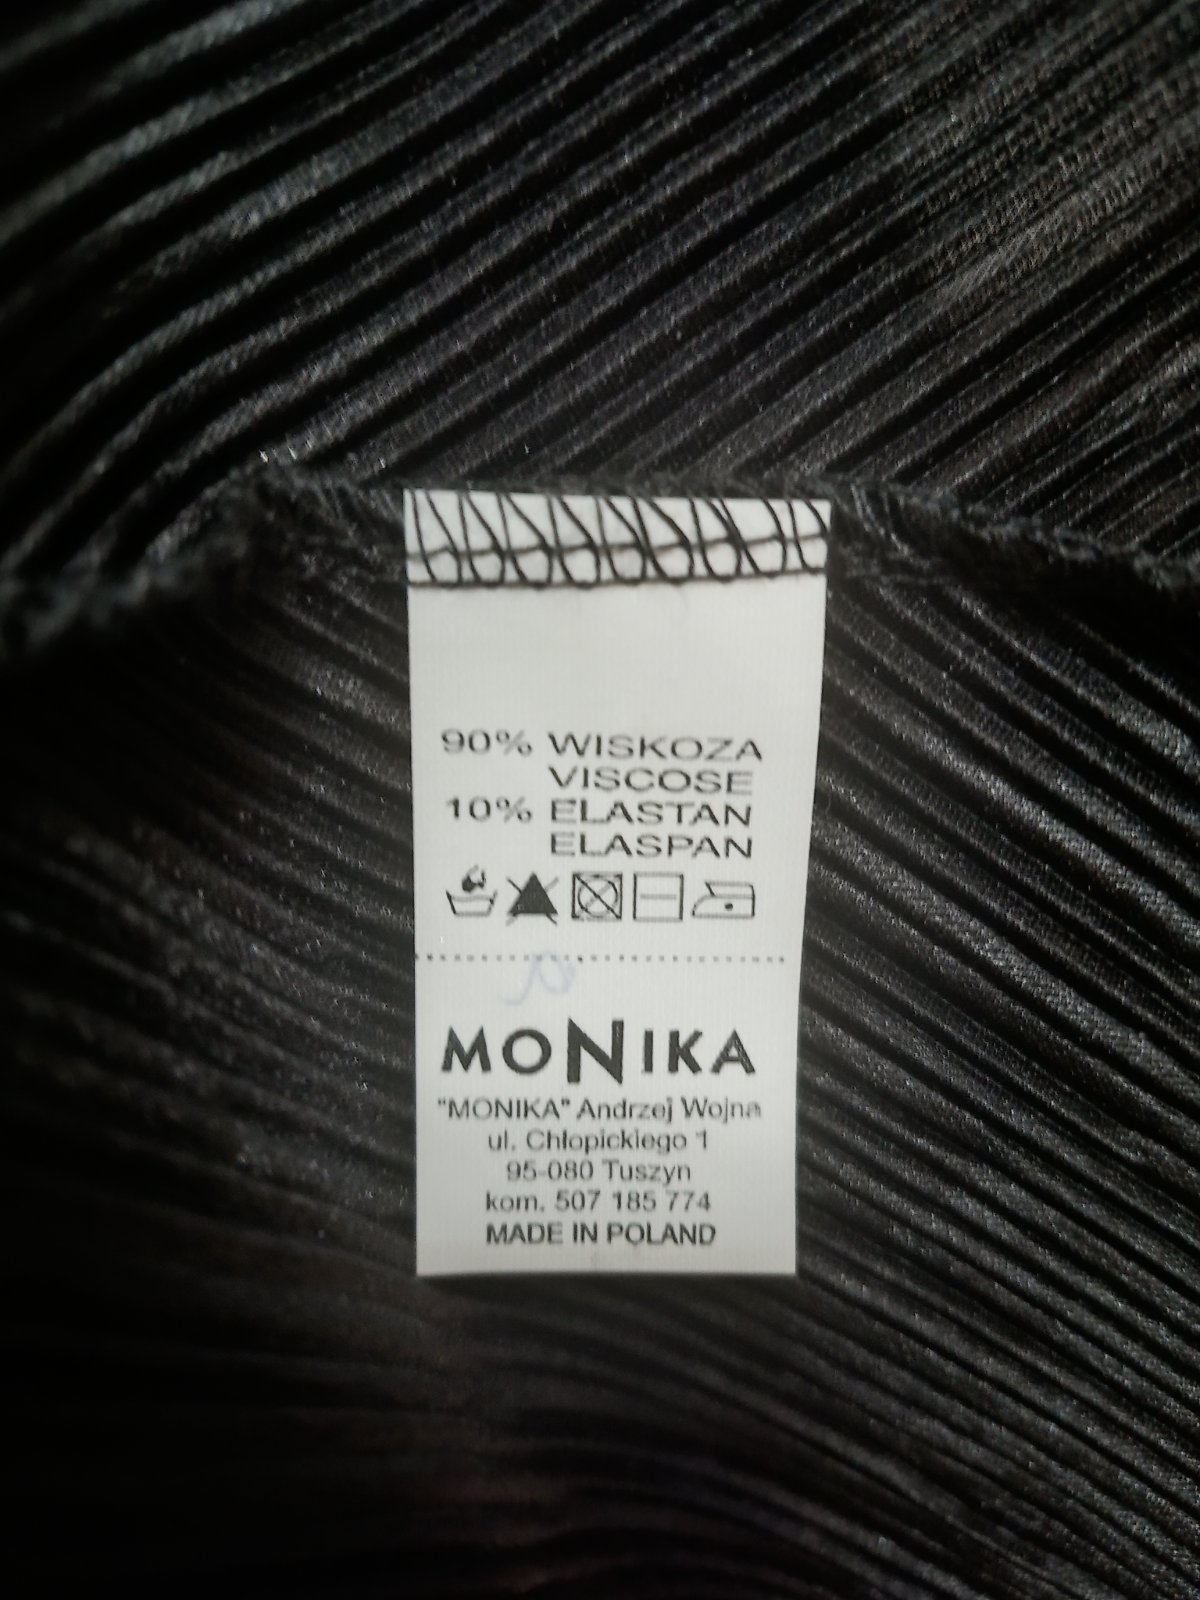 90% WISKOZA
VISCOSE
10% ELASTAN
ELASPAN
MONIKA
"MONIKA" Andrzej Wojna
ul. Chłopickiego 1
95-080 Tuszyn
kom. 507 185 774
MADE IN POLAND